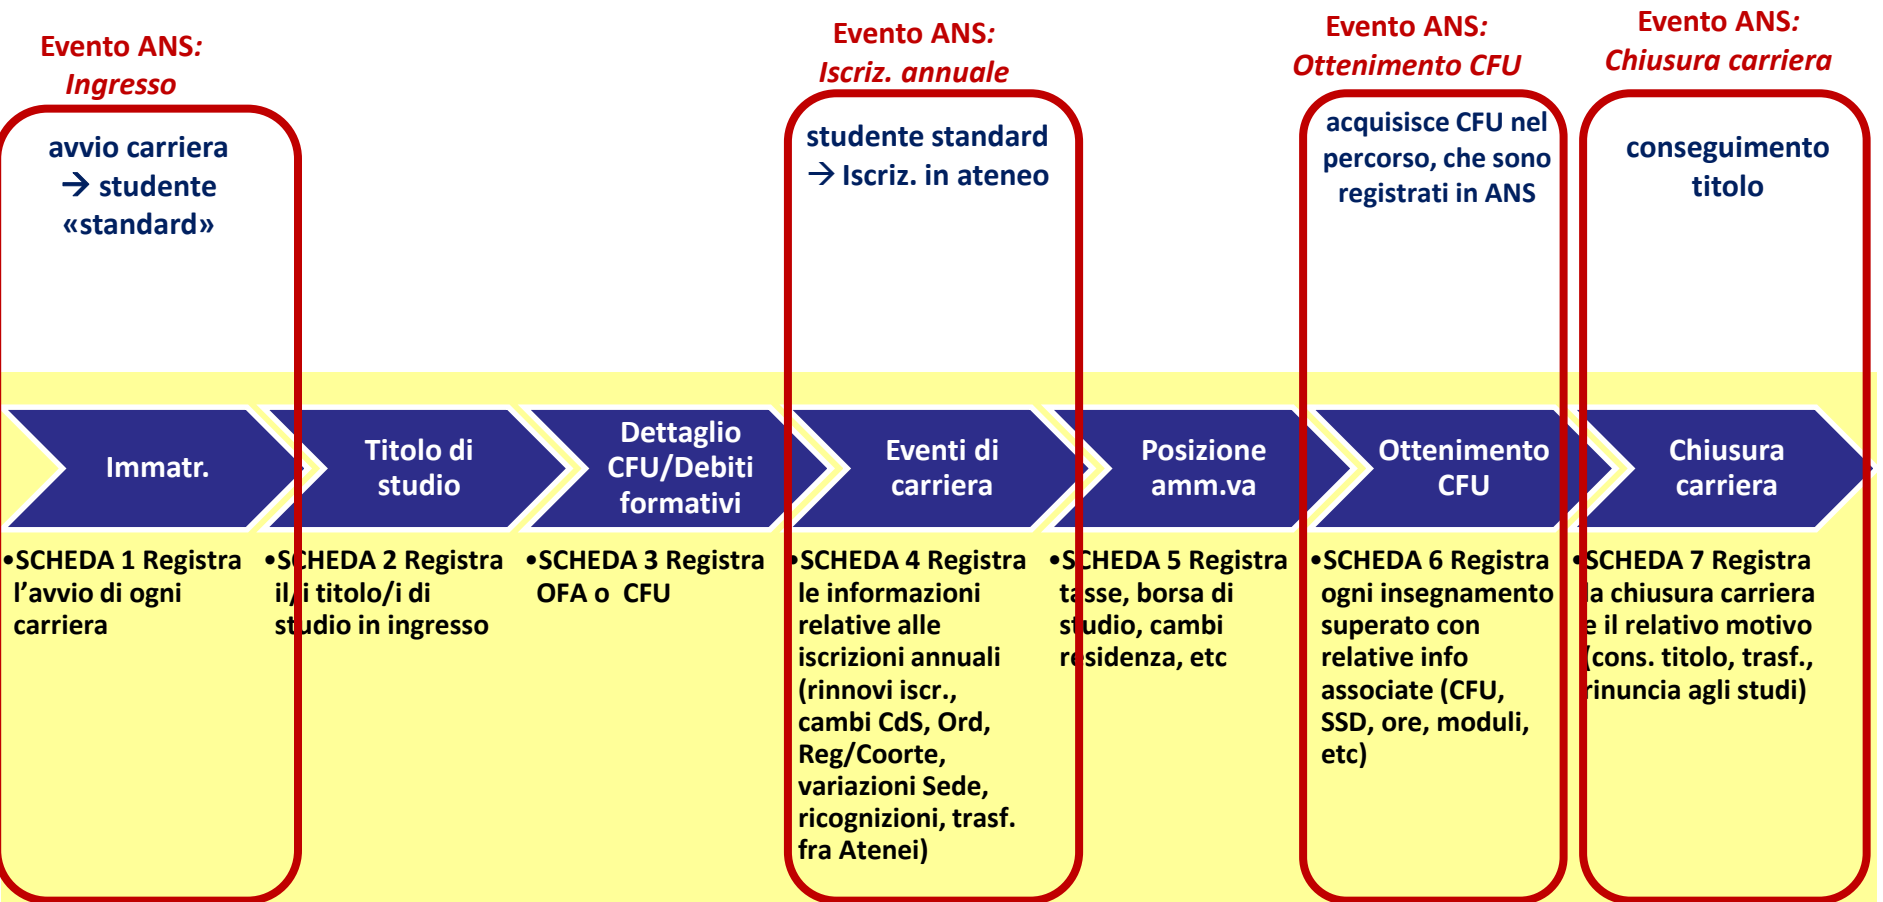 Evento ANS:
Ingresso
avvio carriera
→ studente
«standard»
Evento ANS:
Iscriz. annuale
studente standard
→ Iscriz. in ateneo
Evento ANS:
Ottenimento CFU
acquisisce CFU nel
percorso, che sono
registrati in ANS
Evento ANS:
Chiusura carriera
conseguimento
titolo
Immatr.
Titolo di
studio
Dettaglio
CFU/Debiti
formativi
Eventi di
carriera
Posizione
amm.va
Ottenimento
CFU
Chiusura
carriera
•SCHEDA 1 Registra
l’avvio di ogni
carriera
•SCHEDA 2 Registra
il/i titolo/i di
studio in ingresso
•SCHEDA 3 Registra
OFA o CFU
•SCHEDA 4 Registra
le informazioni
relative alle
iscrizioni annuali
(rinnovi iscr.,
cambi CdS, Ord,
Reg/Coorte,
variazioni Sede,
ricognizioni, trasf.
fra Atenei)
•SCHEDA 5 Registra
tasse, borsa di
studio, cambi
residenza, etc
•SCHEDA 6 Registra
ogni insegnamento
superato con
relative info
associate (CFU,
SSD, ore, moduli,
etc)
•SCHEDA 7 Registra
la chiusura carriera
e il relativo motivo
(cons. titolo, trasf.,
rinuncia agli studi)